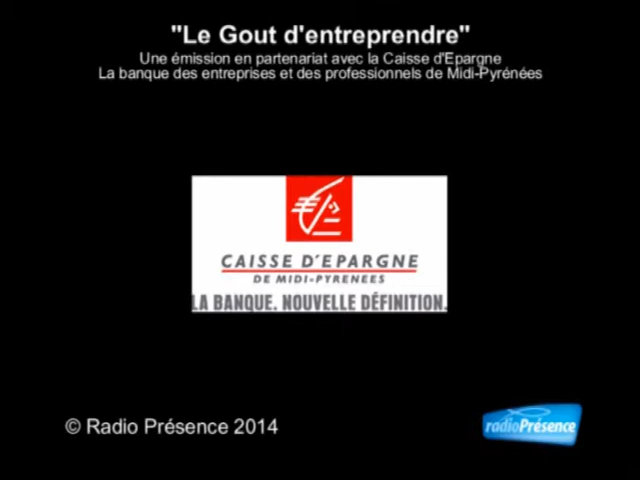 "Le Gout d'entreprendre"
Une émission en partenariat avec la Caisse d'Epargne
La banque des entreprises et des professionnels de Midi-Pyrénées
CAISSE D'EPARGNE
DE MIDI-PYRENEES
LA BANQUE. NOUVELLE DÉFINITION.
© Radio Présence 2014
radioPrésence